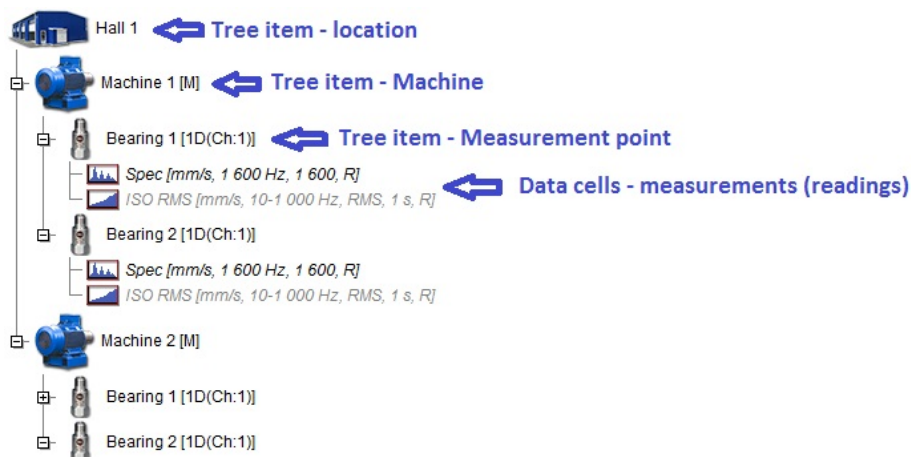 Hall 1 Tree item - location
Machine 1 [M] Tree item - Machine
Bearing 1 [1D(Ch:1)] Tree item - Measurement point
Spec [mm/s, 1 600 Hz, 1 600, R] Data cells - measurements (readings)
ISO RMS [mm/s, 10-1 000 Hz, RMS, 1 s, R]
Bearing 2 [1D(Ch:1)]
Spec [mm/s, 1 600 Hz, 1 600, R]
ISO RMS [mm/s, 10-1 000 Hz, RMS, 1 s, R]
Machine 2 [M]
Bearing 1 [1D(Ch:1)]
Bearing 2 [1D(Ch:1)]